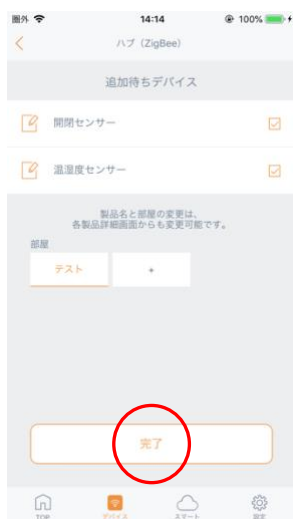 圏外 14:14 100%
ハブ（ZigBee）
追加待ちデバイス
開閉センサー
温湿度センサー
製品名と部屋の変更は、
各製品詳細画面からも変更可能です。
部屋
テスト +
完了
TOP デバイス スマート 設定